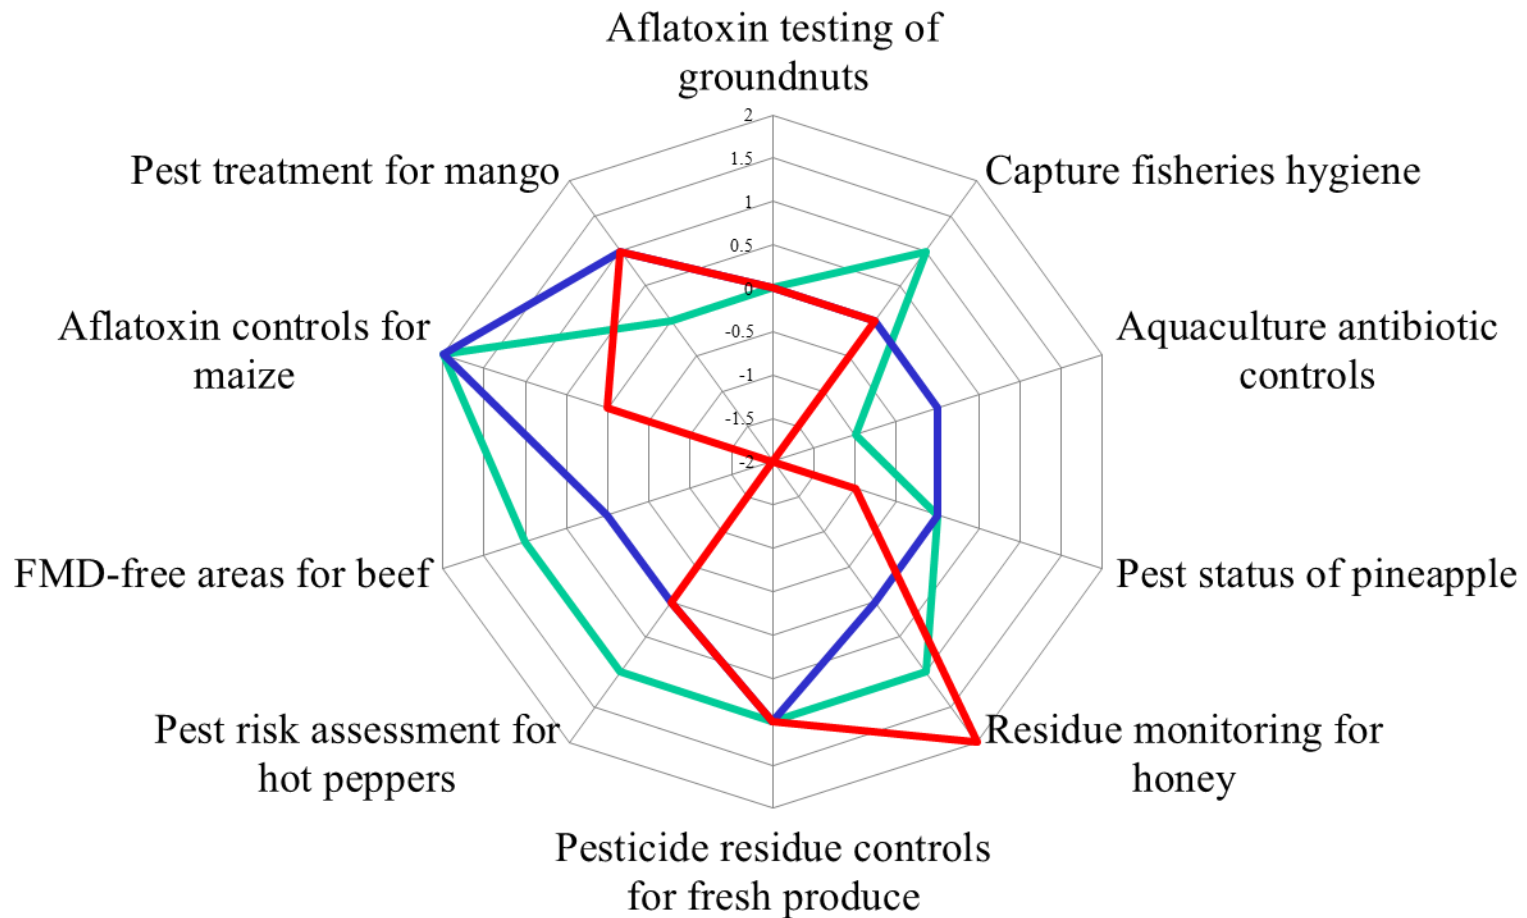 Aflatoxin testing of
groundnuts
2
1.5
1
0.5
0
-0.5
-1
-1.5
-2
Capture fisheries hygiene
Aquaculture antibiotic
controls
Pest status of pineapple
Residue monitoring for
honey
Pesticide residue controls
for fresh produce
Pest risk assessment for
hot peppers
FMD-free areas for beef
Aflatoxin controls for
maize
Pest treatment for mango